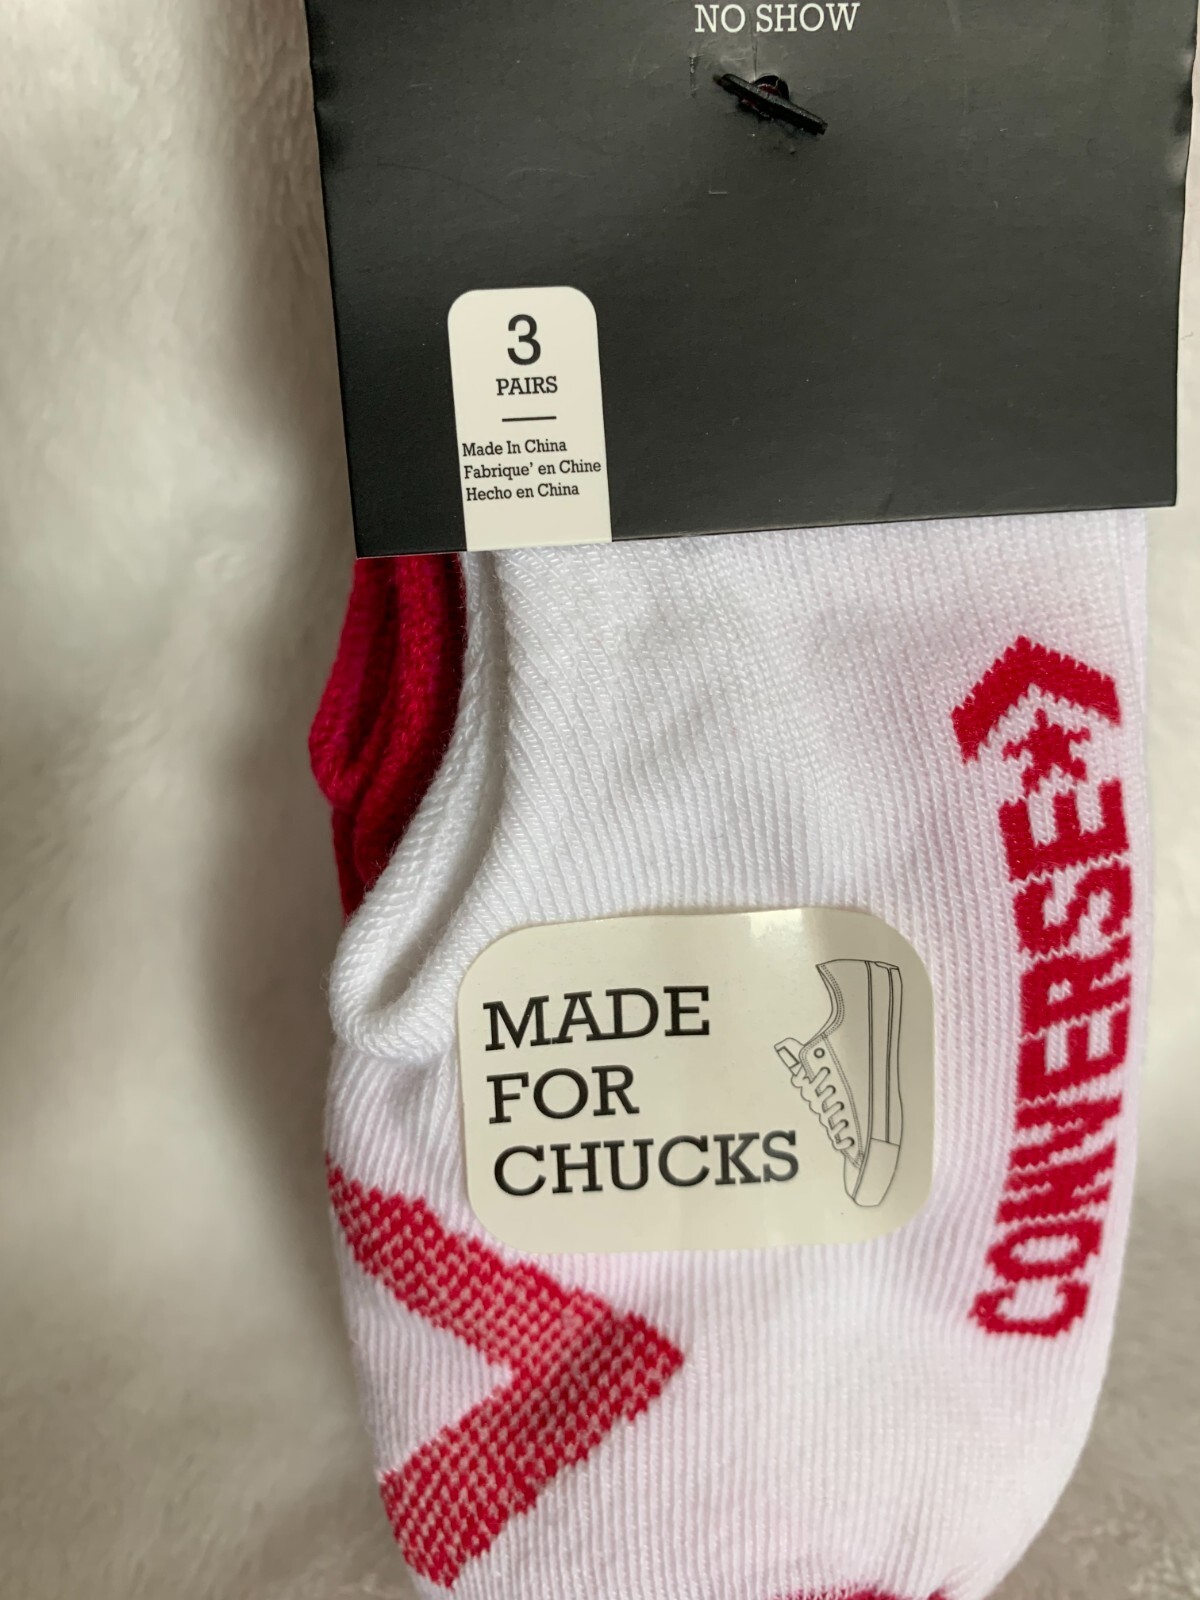 NO SHOW
3
PAIRS
Made In China
Fabrique' en Chine
Hecho en China
MADE
FOR
CHUCKS
CONVERSE